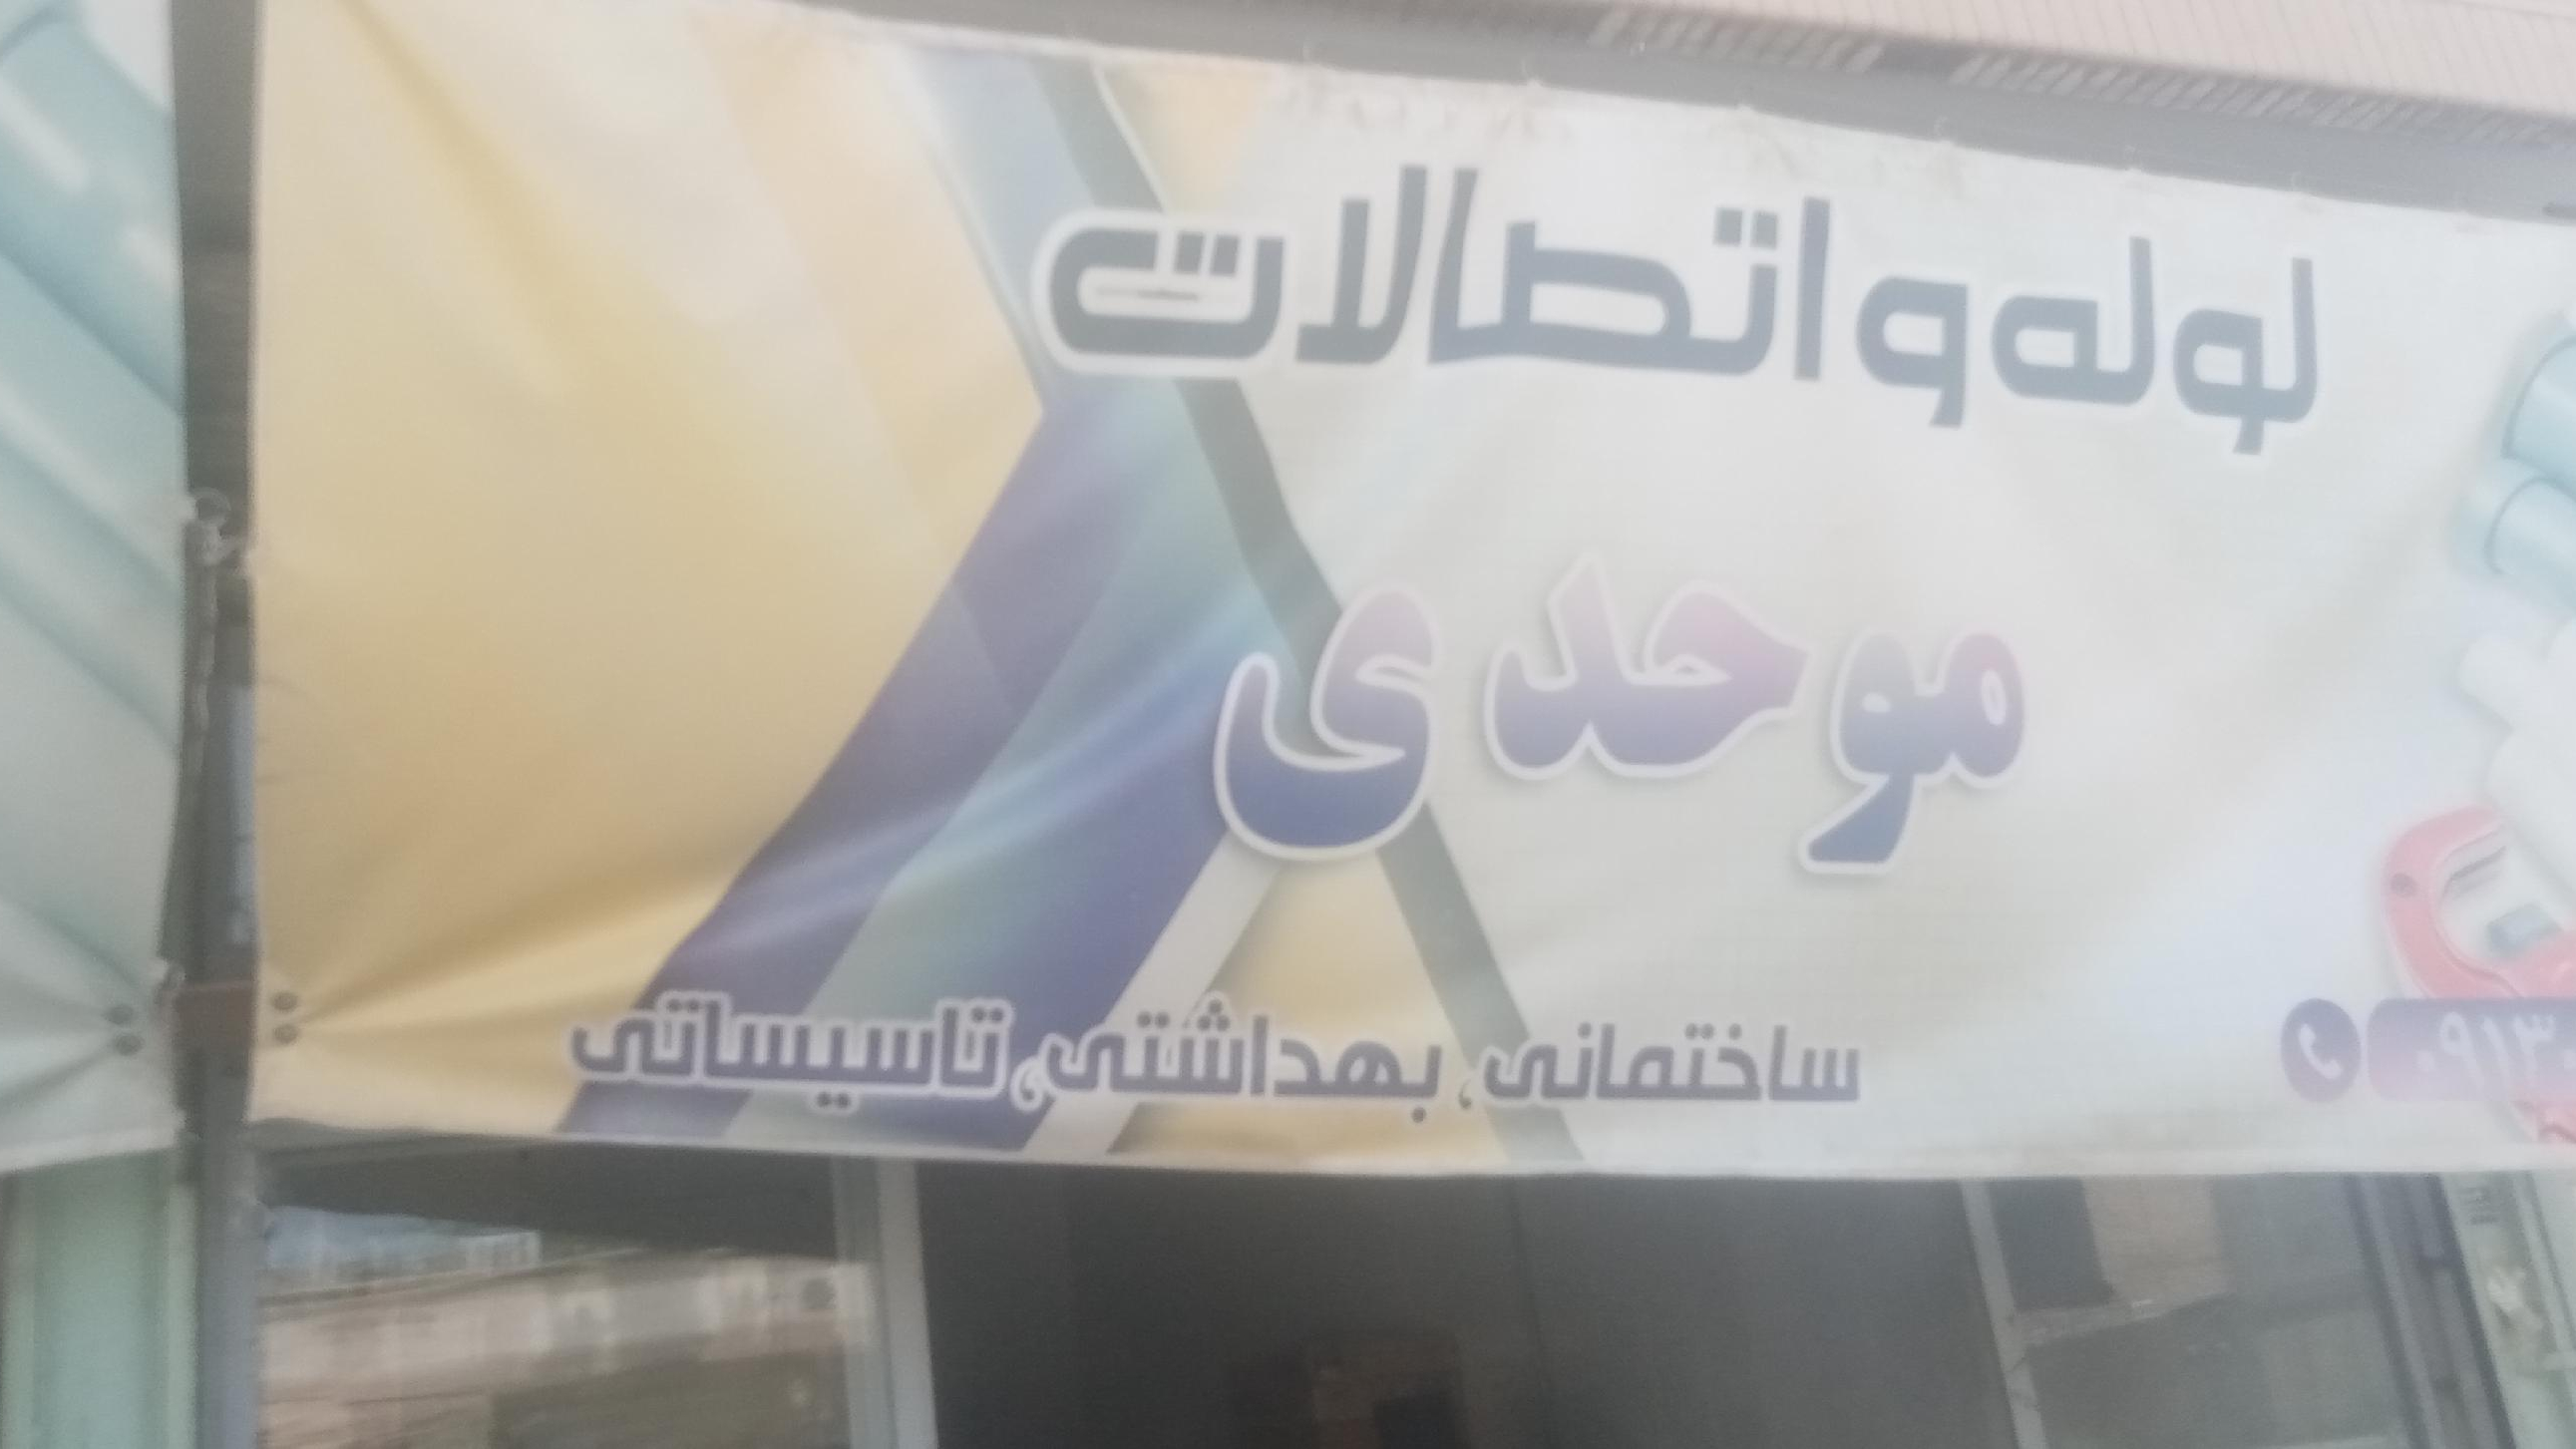 لوله و اتصالات
موحدی
ساختمانی، بهداشتی، تاسیساتی
۰۹۱۳